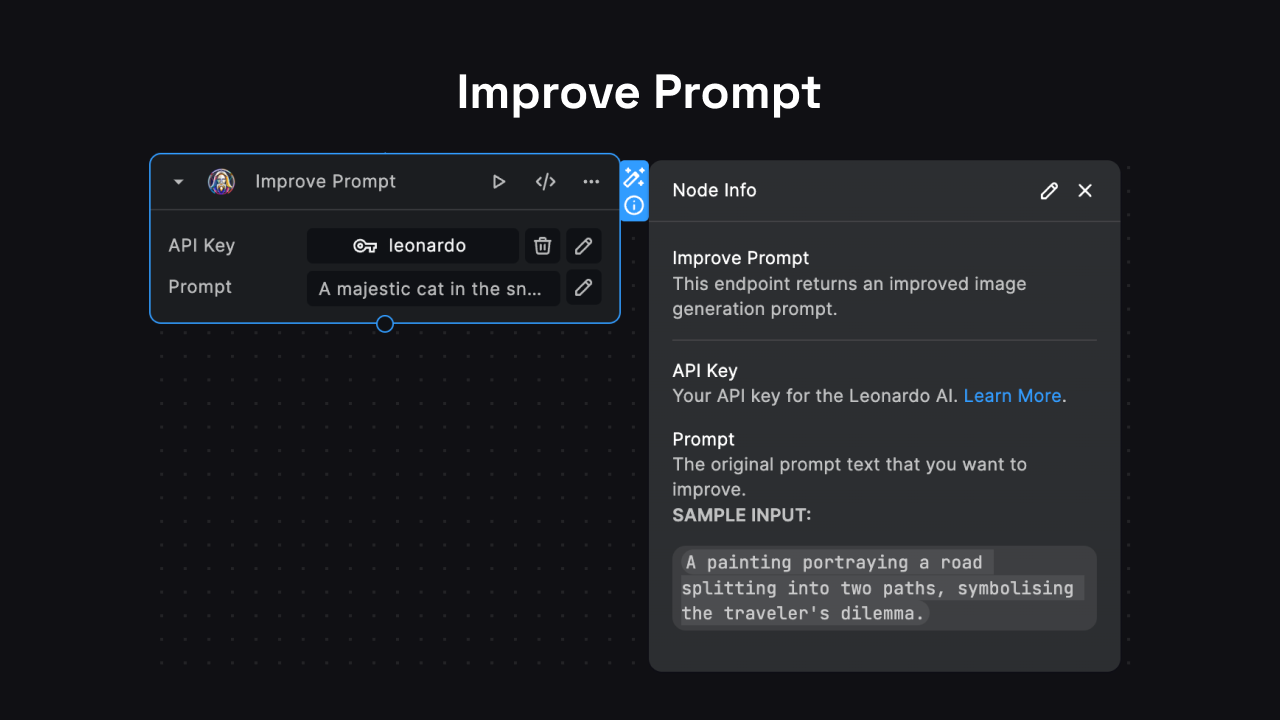 Improve Prompt
Improve Prompt
API Key
leonardo
Prompt
A majestic cat in the sn...
Node Info
Improve Prompt
This endpoint returns an improved image
generation prompt.
API Key
Your API key for the Leonardo AI. Learn More.
Prompt
The original prompt text that you want to
improve.
SAMPLE INPUT:
A painting portraying a road
splitting into two paths, symbolising
the traveler's dilemma.